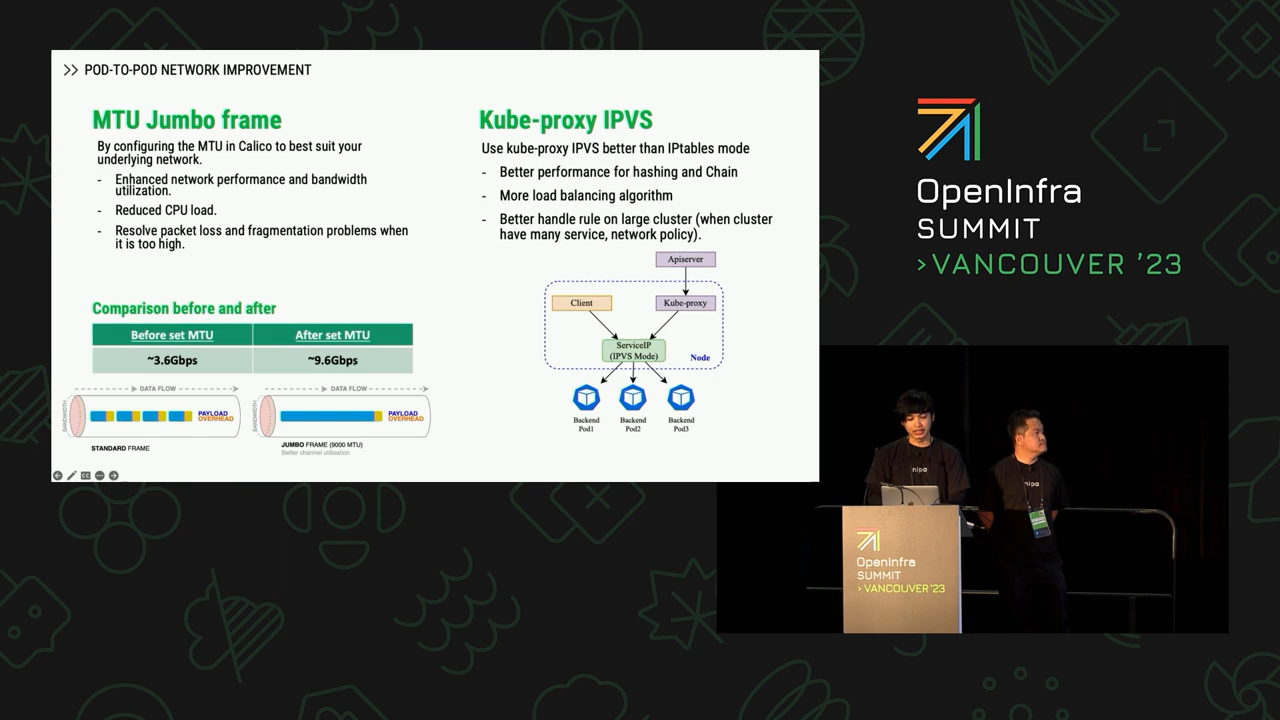 >> POD-TO-POD NETWORK IMPROVEMENT
MTU Jumbo frame
By configuring the MTU in Calico to best suit your
underlying network.
- Enhanced network performance and bandwidth
utilization.
- Reduced CPU load.
- Resolve packet loss and fragmentation problems when
it is too high.
Comparison before and after
Before set MTU After set MTU
~3.6Gbps ~9.6Gbps
DATA FLOW
BANDWIDTH
PAYLOAD
OVERHEAD
STANDARD FRAME
DATA FLOW
BANDWIDTH
PAYLOAD
OVERHEAD
JUMBO FRAME (9000 MTU)
Better channel utilisation
Kube-proxy IPVS
Use kube-proxy IPVS better than IPtables mode
- Better performance for hashing and Chain
- More load balancing algorithm
- Better handle rule on large cluster (when cluster
have many service, network policy).
Apiserver
Client
Kube-proxy
ServiceIP
(IPVS Mode)
Node
Backend
Pod1
Backend
Pod2
Backend
Pod3
OpenInfra
SUMMIT
>VANCOUVER '23
nipa
nipa
OpenInfra
SUMMIT
>VANCOUVER '23